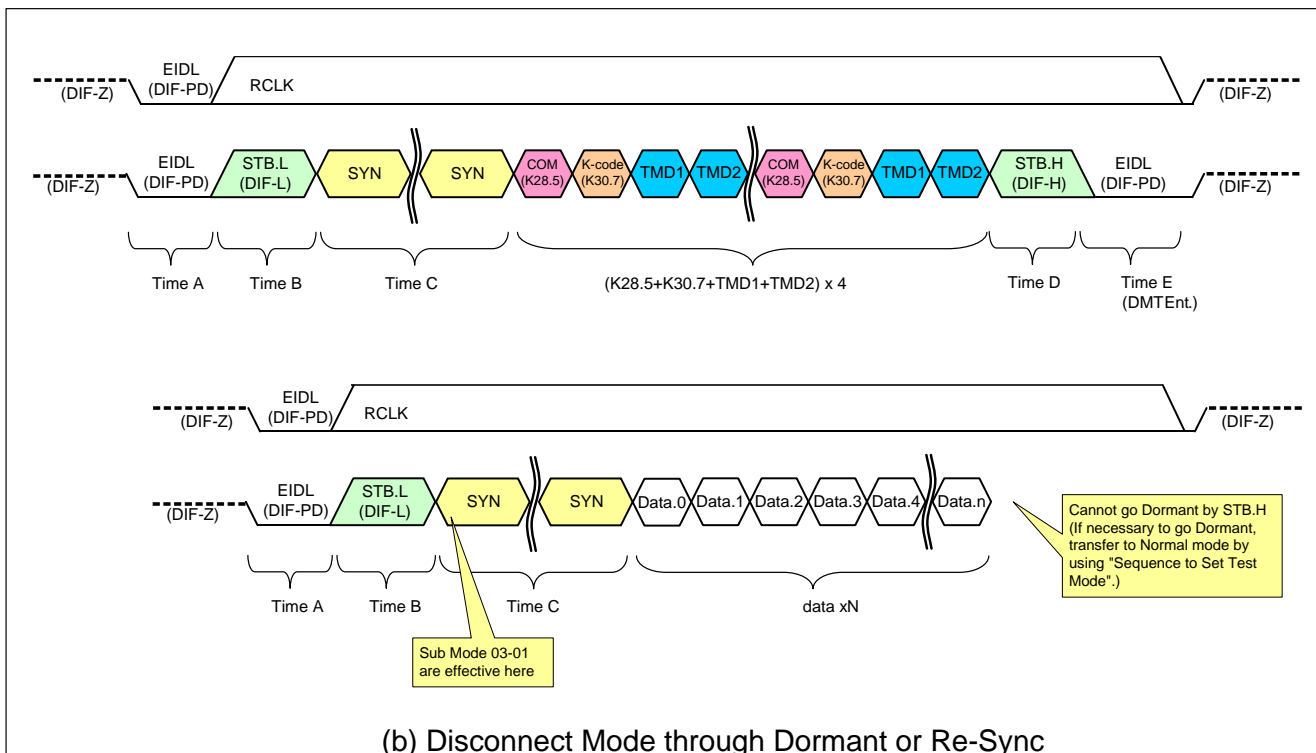 EIDL
(DIF-PD)
RCLK
(DIF-Z)
(DIF-Z)
EIDL
(DIF-PD)
STB.L
(DIF-L)
SYN
SYN
COM
(K28.5)
K-code
(K30.7)
TMD1
TMD2
COM
(K28.5)
K-code
(K30.7)
TMD1
TMD2
STB.H
(DIF-H)
EIDL
(DIF-PD)
(DIF-Z)
(DIF-Z)
Time A
Time B
Time C
(K28.5+K30.7+TMD1+TMD2) x 4
Time D
Time E
(DMTEnt.)
EIDL
(DIF-PD)
RCLK
(DIF-Z)
(DIF-Z)
EIDL
(DIF-PD)
STB.L
(DIF-L)
SYN
SYN
Data.0
Data.1
Data.2
Data.3
Data.4
Data.n
(DIF-Z)
Cannot go Dormant by STB.H
(If necessary to go Dormant,
transfer to Normal mode by
using "Sequence to Set Test
Mode".)
Time A
Time B
Time C
data xN
Sub Mode 03-01
are effective here
(b) Disconnect Mode through Dormant or Re-Sync